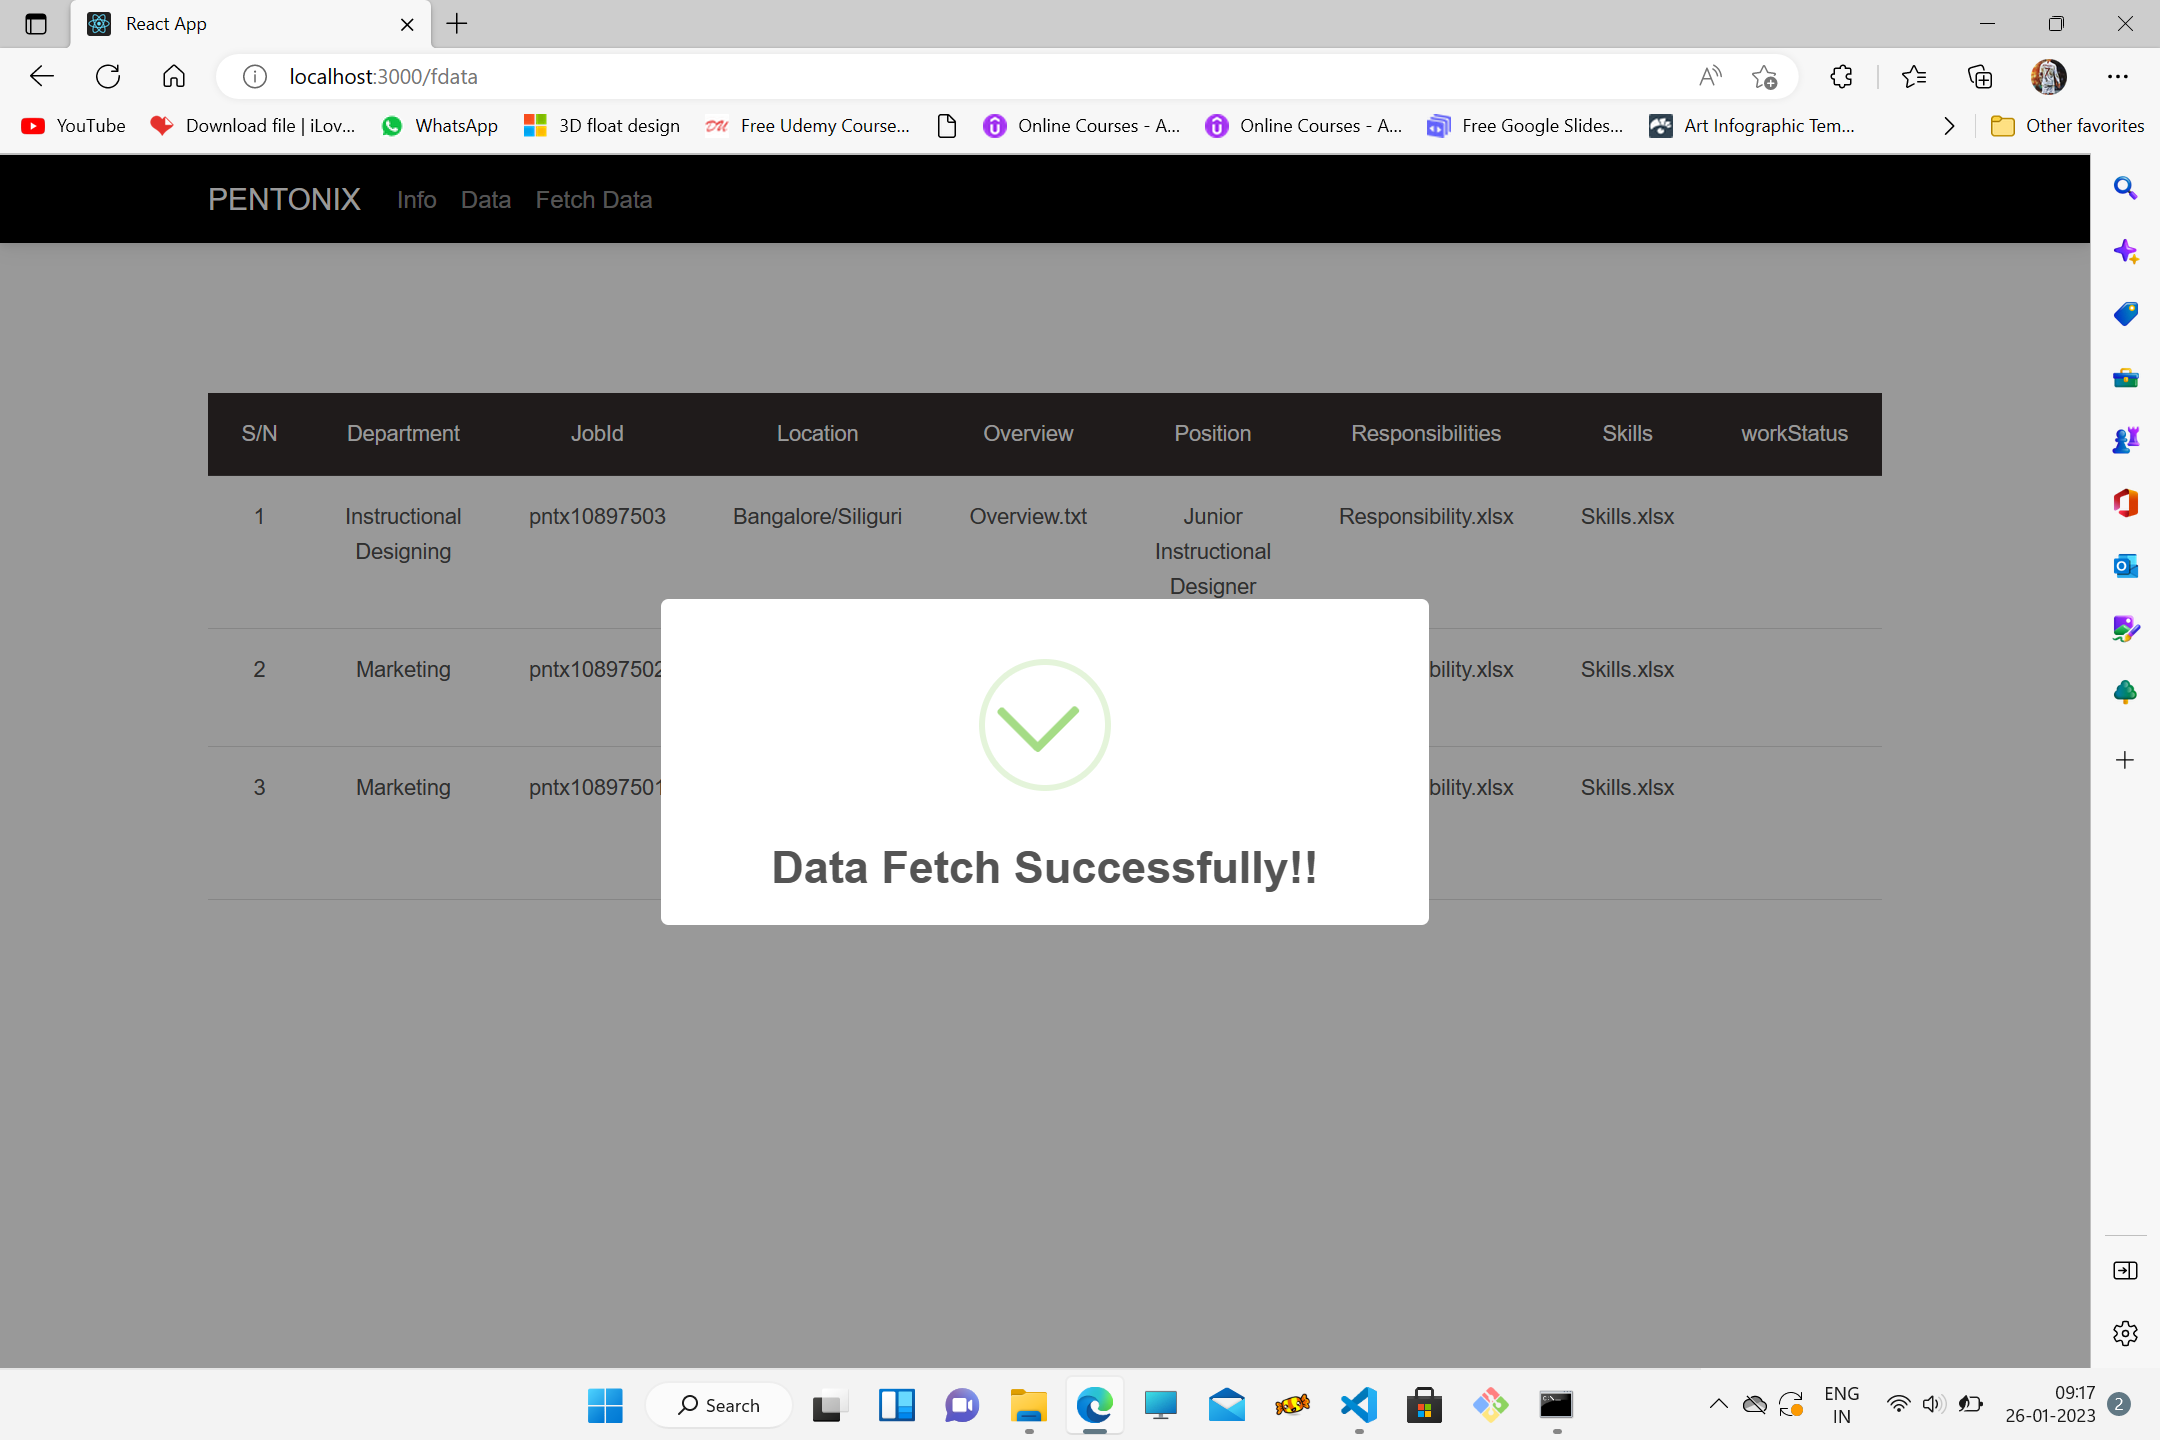 React App
localhost:3000/fdata
YouTube
Download file | iLov...
WhatsApp
3D float design
DU
Free Udemy Course...
Online Courses - A...
Online Courses - A...
Free Google Slides...
Art Infographic Tem...
Other favorites
PENTONIX
Info
Data
Fetch Data
S/N Department JobId Location Overview Position Responsibilities Skills workStatus
1 Instructional pntx10897503 Bangalore/Siliguri Overview.txt Junior Responsibility.xlsx Skills.xlsx
Designing Instructional
Designer
2 Marketing pntx10897502 bility.xlsx Skills.xlsx
3 Marketing pntx10897501 bility.xlsx Skills.xlsx
Data Fetch Successfully!!
Search
ENG
IN
09:17
26-01-2023
2